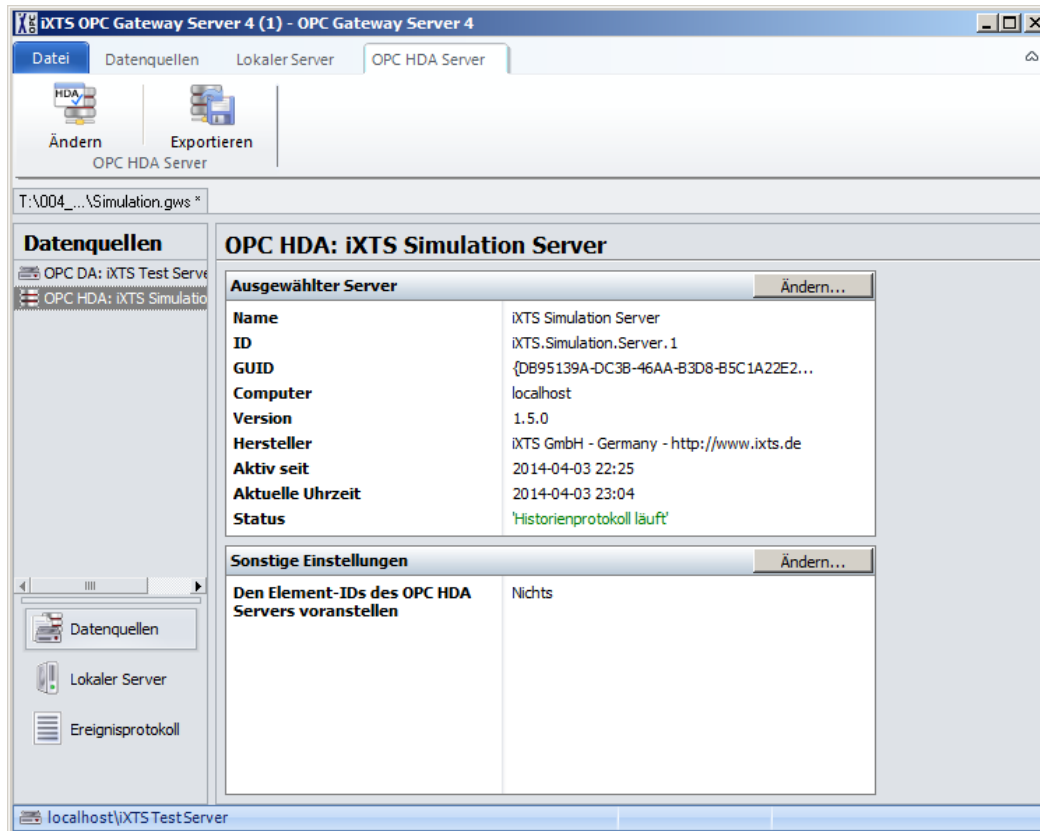 iXTS OPC Gateway Server 4 (1) - OPC Gateway Server 4
Datei Datenquellen Lokaler Server OPC HDA Server
HDA
Ändern Exportieren
OPC HDA Server
T:\004_...\Simulation.gws *
Datenquellen
OPC DA: iXTS Test Serve
OPC HDA: iXTS Simulatio
OPC HDA: iXTS Simulation Server
Ausgewählter Server Ändern...
Name iXTS Simulation Server
ID iXTS.Simulation.Server.1
GUID {DB95139A-DC3B-46AA-B3D8-B5C1A22E2...
Computer localhost
Version 1.5.0
Hersteller iXTS GmbH - Germany - http://www.ixts.de
Aktiv seit 2014-04-03 22:25
Aktuelle Uhrzeit 2014-04-03 23:04
Status 'Historienprotokoll läuft'
Sonstige Einstellungen Ändern...
Den Element-IDs des OPC HDA Nichts
Servers voranstellen
Datenquellen
Lokaler Server
Ereignisprotokoll
localhost\iXTS Test Server